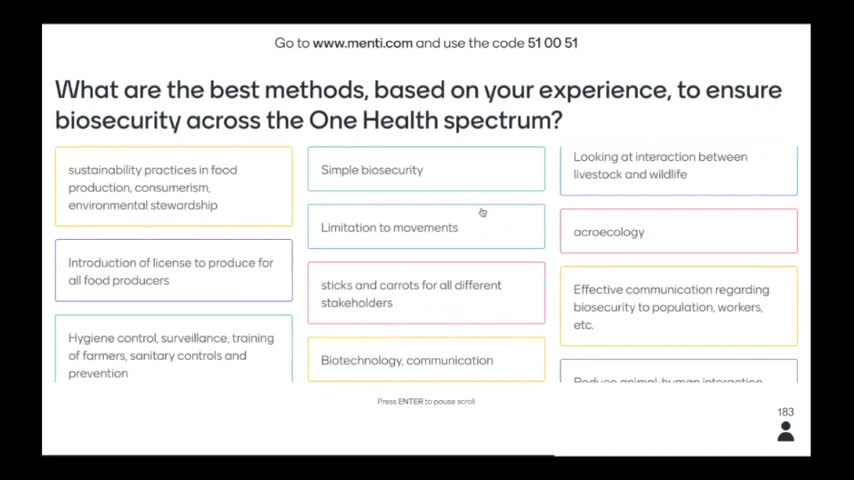 Go to www.menti.com and use the code 51 00 51
What are the best methods, based on your experience, to ensure
biosecurity across the One Health spectrum?
sustainability practices in food
production, consumerism,
environmental stewardship
Introduction of license to produce for
all food producers
Hygiene control, surveillance, training
of farmers, sanitary controls and
prevention
Simple biosecurity
Limitation to movements
sticks and carrots for all different
stakeholders
Biotechnology, communication
Looking at interaction between
livestock and wildlife
acroecology
Effective communication regarding
biosecurity to population, workers,
etc.
Reduce animal-human interaction
Press ENTER to pause scroll
183